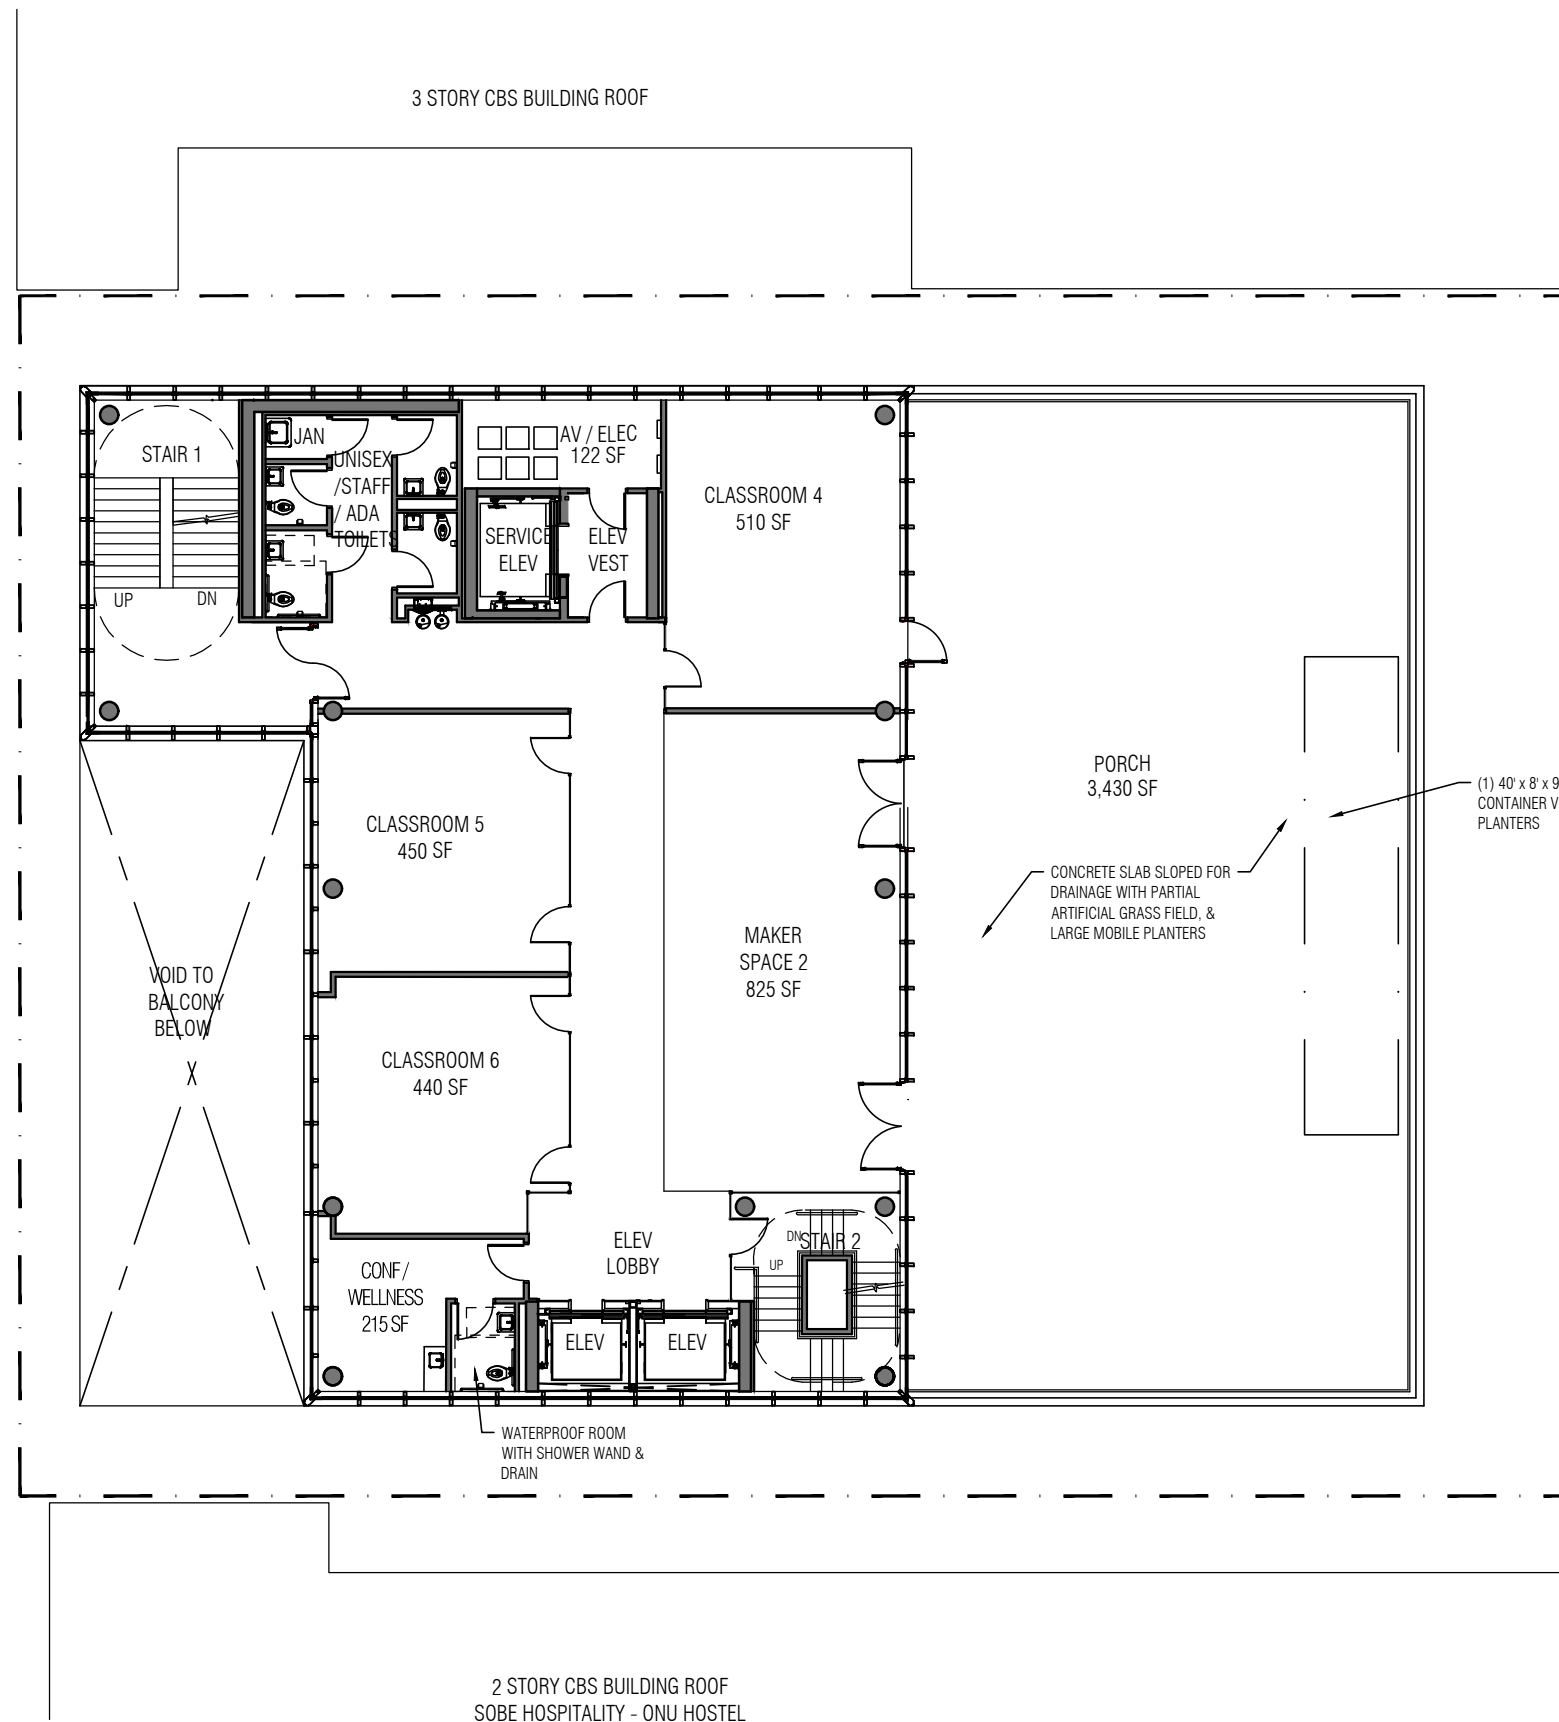 3 STORY CBS BUILDING ROOF
STAIR 1
UP
DN
JAN
UNISEX
/STAFF
/ ADA
TOILETS
AV / ELEC
122 SF
SERVICE
ELEV
ELEV
VEST
CLASSROOM 4
510 SF
PORCH
3,430 SF
(1) 40' x 8' x 9
CONTAINER V
PLANTERS
CLASSROOM 5
450 SF
CONCRETE SLAB SLOPED FOR
DRAINAGE WITH PARTIAL
ARTIFICIAL GRASS FIELD, &
LARGE MOBILE PLANTERS
MAKER
SPACE 2
825 SF
VOID TO
BALCONY
BELOW
CLASSROOM 6
440 SF
ELEV
LOBBY
DN
STAIR 2
UP
CONF/
WELLNESS
215 SF
ELEV
ELEV
WATERPROOF ROOM
WITH SHOWER WAND &
DRAIN
2 STORY CBS BUILDING ROOF
SOBE HOSPITALITY - ONU HOSTEL